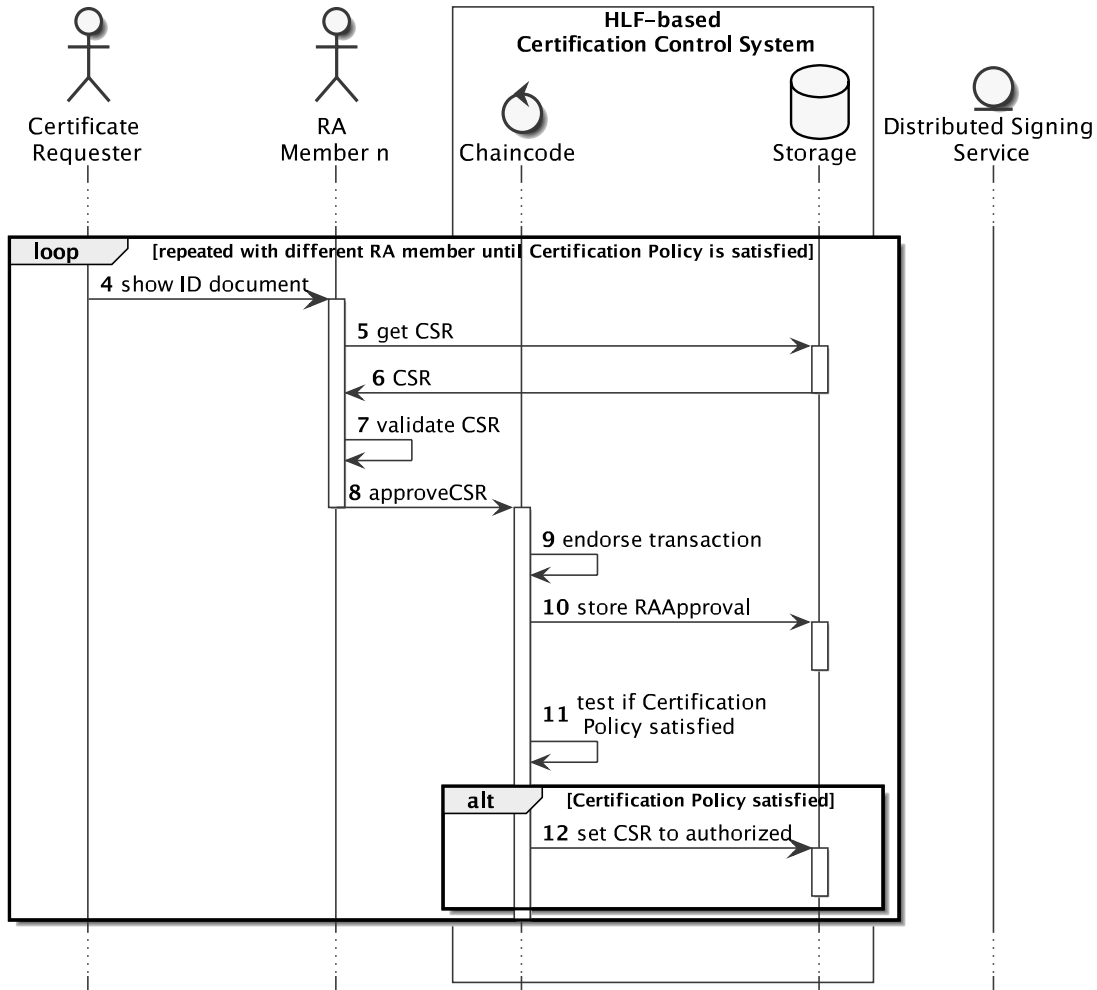 HLF-based
Certification Control System
Certificate
Requester
RA
Member n
Chaincode
Storage
Distributed Signing
Service
loop [repeated with different RA member until Certification Policy is satisfied]
4 show ID document
5 get CSR
6 CSR
7 validate CSR
8 approveCSR
9 endorse transaction
10 store RAApproval
11 test if Certification
Policy satisfied
alt [Certification Policy satisfied]
12 set CSR to authorized